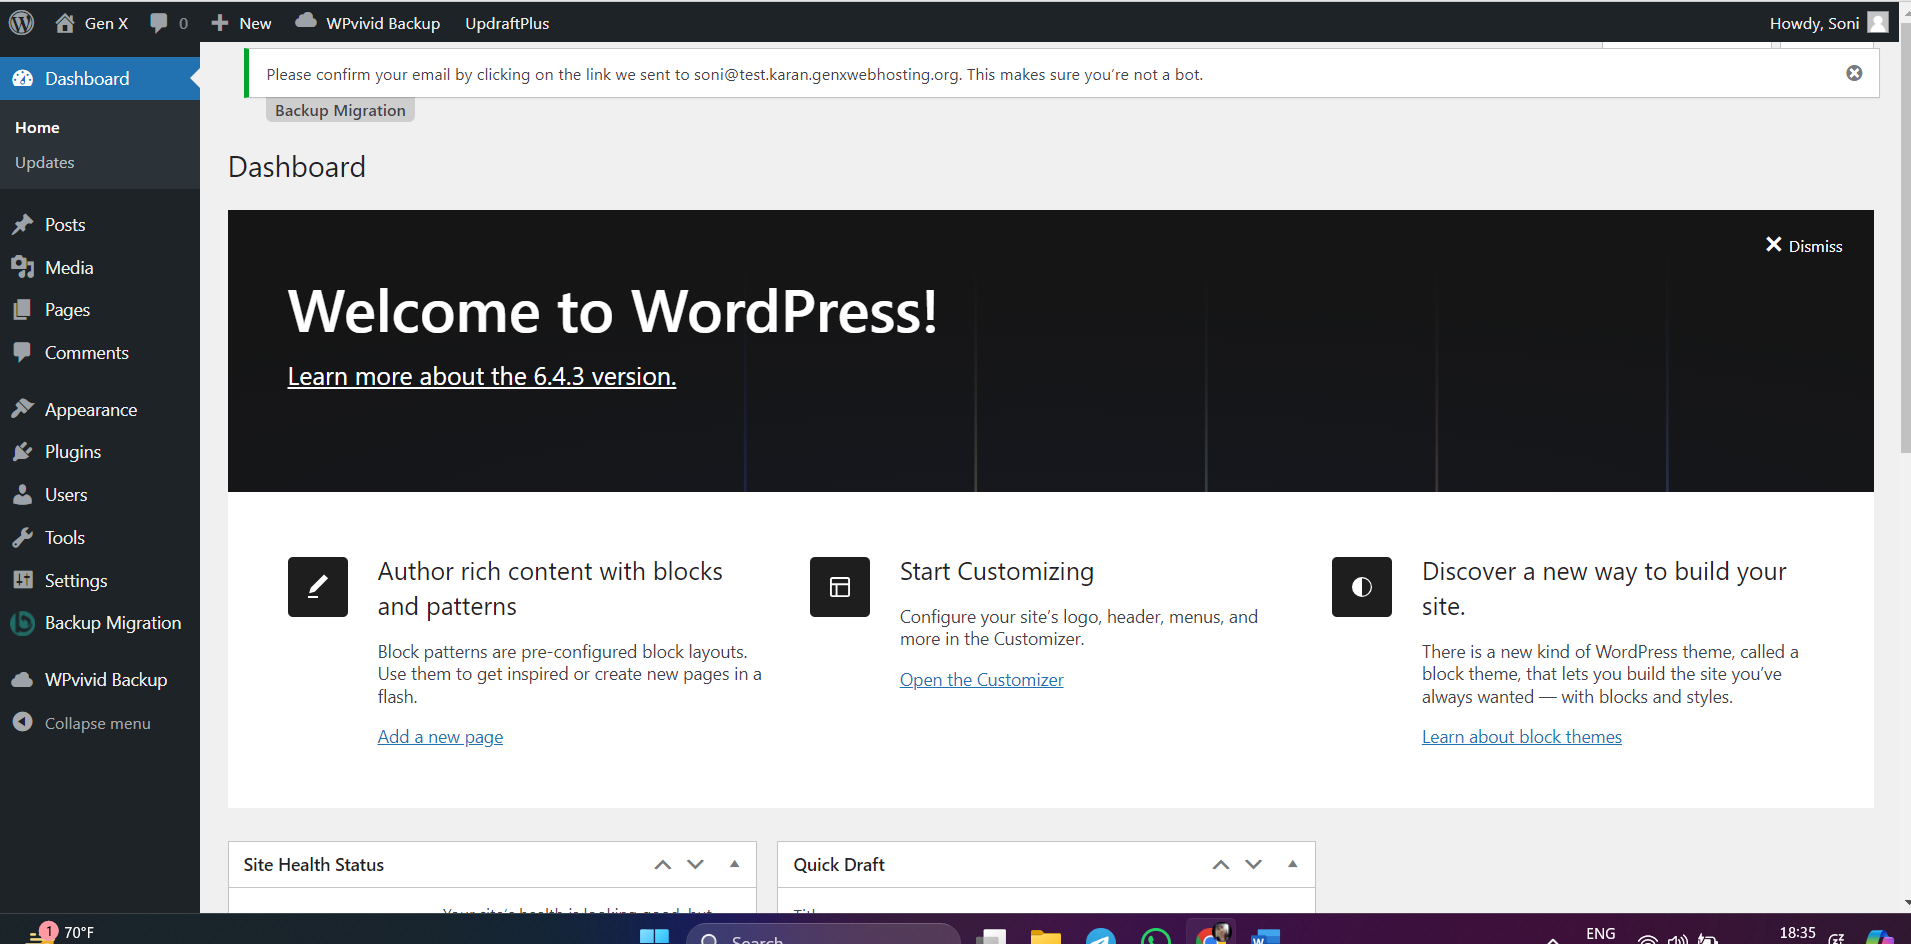 Gen X
0
New
WPvivid Backup
UpdraftPlus
Howdy, Soni
Dashboard
Home
Updates
Posts
Media
Pages
Comments
Appearance
Plugins
Users
Tools
Settings
Backup Migration
WPvivid Backup
Collapse menu
Please confirm your email by clicking on the link we sent to soni@test.karan.genxwebhosting.org. This makes sure you're not a bot.
Backup Migration
Dashboard
Dismiss
Welcome to WordPress!
Learn more about the 6.4.3 version.
Author rich content with blocks
and patterns
Block patterns are pre-configured block layouts.
Use them to get inspired or create new pages in a
flash.
Add a new page
Start Customizing
Configure your site's logo, header, menus, and
more in the Customizer.
Open the Customizer
Discover a new way to build your
site.
There is a new kind of WordPress theme, called a
block theme, that lets you build the site you've
always wanted — with blocks and styles.
Learn about block themes
Site Health Status
Your site's health is looking good, but
Quick Draft
1
70°F
Search
ENG
18:35